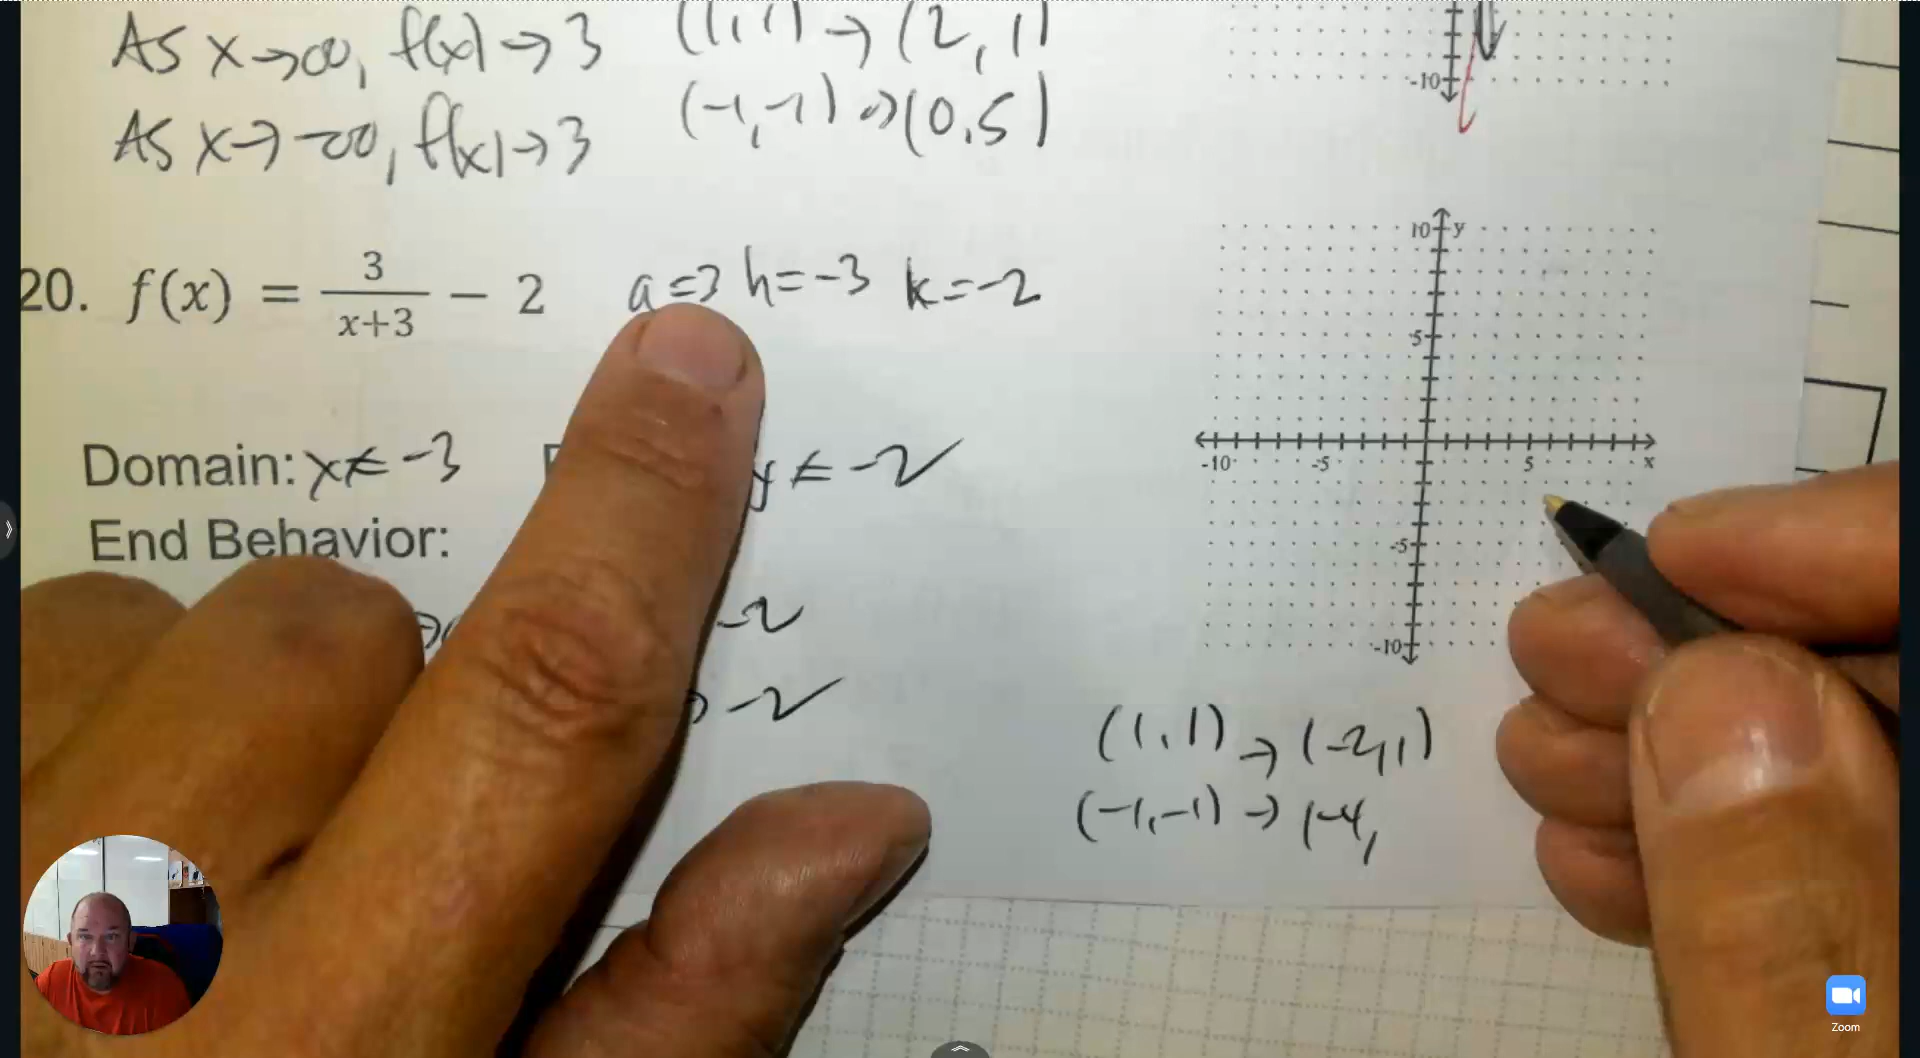 As x→∞, f(x)→3
As x→-∞, f(x)→3
(1,1)→(2,1)
(-1,-1)→(0,5)
-10
20. f(x) = 3/(x+3) − 2
a=3 h=-3 k=-2
Domain: x≠-3
y≠-2
End Behavior:
-2
→-2
10 y
5
-10 -5 5 x
-5
-10
(1,1)→(-2,1)
(-1,-1)→(-4,
Zoom